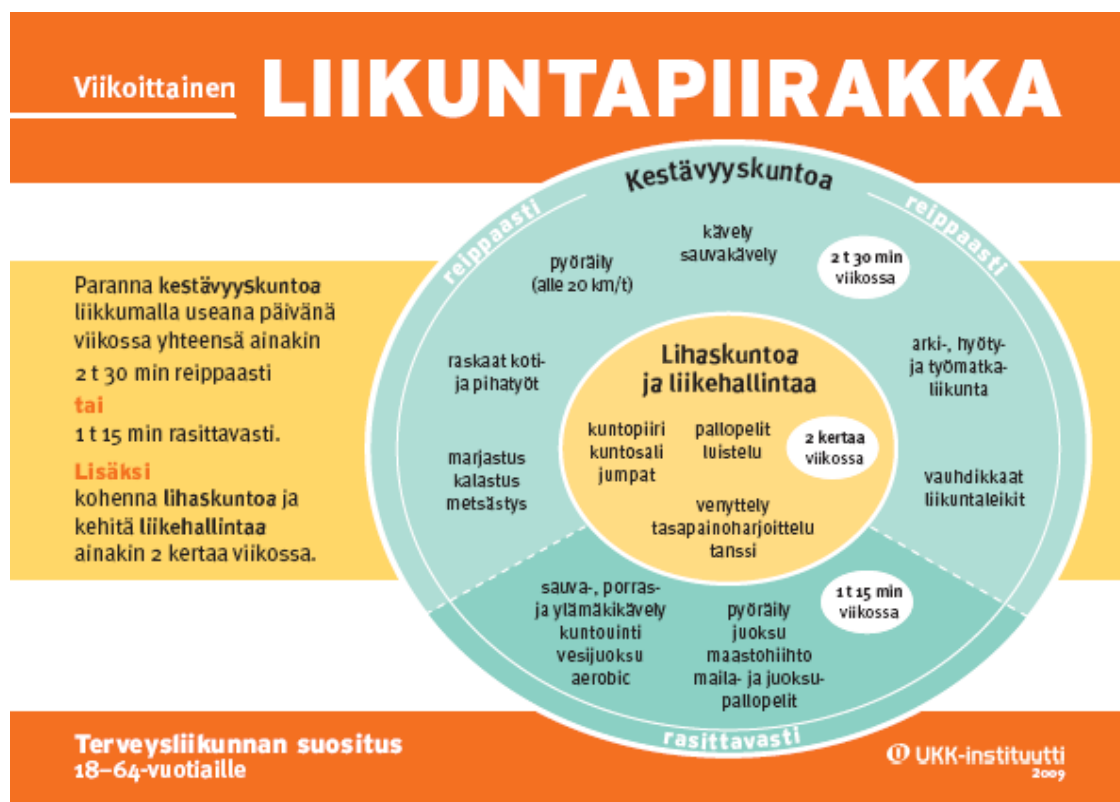 Viikoittainen LIIKUNTAPIIRAKKA
Paranna kestävyyskuntoa
liikkumalla useana päivänä
viikossa yhteensä ainakin
2 t 30 min reippaasti
tai
1 t 15 min rasittavasti.
Lisäksi
kohenna lihaskuntoa ja
kehitä liikehallintaa
ainakin 2 kertaa viikossa.
Kestävyyskuntoa
reippaasti
reippaasti
kävely
sauvakävely
2 t 30 min
viikossa
pyöräily
(alle 20 km/t)
raskaat koti-
ja pihatyöt
arki-, hyöty-
ja työmatka-
liikunta
marjastus
kalastus
metsästys
vauhdikkaat
liikuntaleikit
Lihaskuntoa
ja liikehallintaa
kuntopiiri
kuntosali
jumpat
pallopelit
luistelu
2 kertaa
viikossa
venyttely
tasapainoharjoittelu
tanssi
sauva-, porras-
ja ylämäkikävely
kuntouinti
vesijuoksu
aerobic
pyöräily
juoksu
maastohiihto
maila- ja juoksu-
pallopelit
1 t 15 min
viikossa
rasittavasti
Terveysliikunnan suositus
18–64-vuotiaille
UKK-instituutti
2009